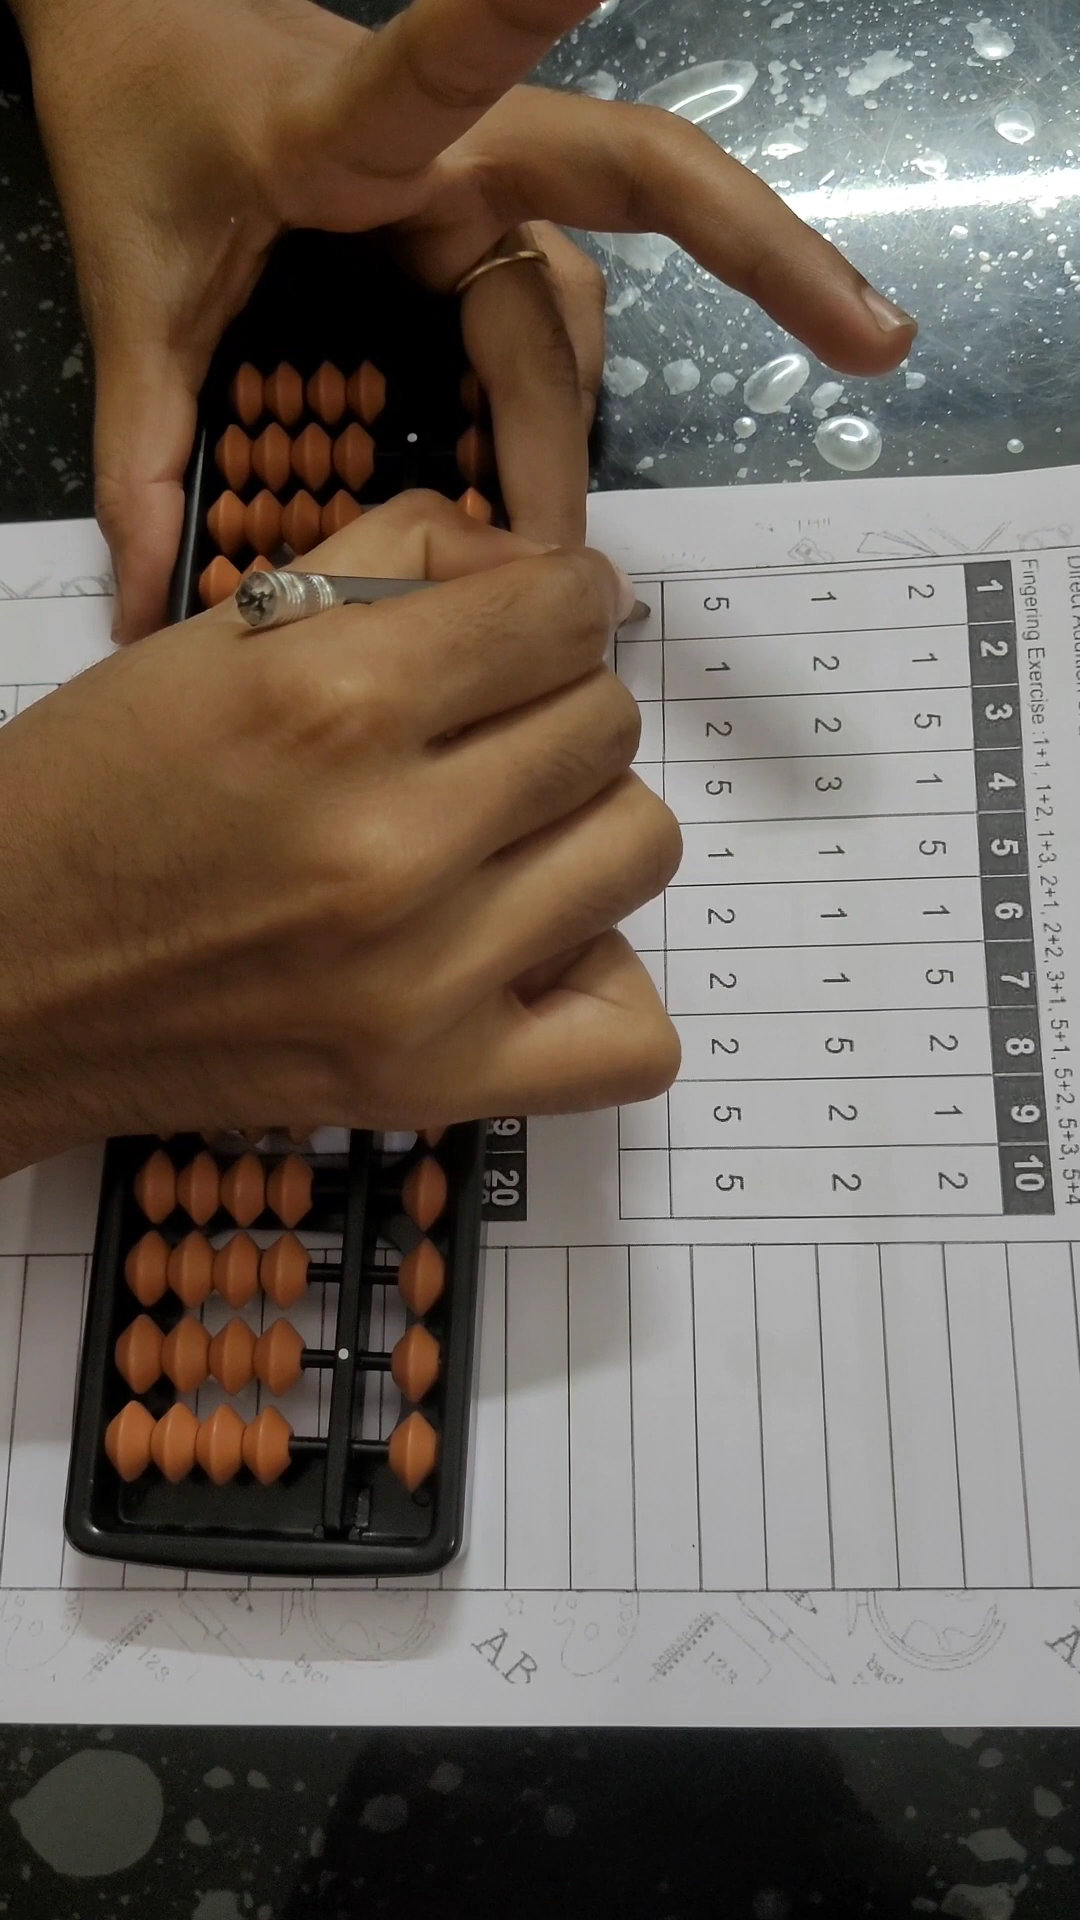 Fingering Exercise :1+1, 1+2, 1+3, 2+1, 2+2, 3+1, 5+1, 5+2, 5+3, 5+4
1 2 3 4 5 6 7 8 9 10
2 1 5 1 5 1 5 2 1 2
1 2 2 3 1 1 1 5 2 2
5 1 2 5 1 2 2 2 5 5
9 20
AB